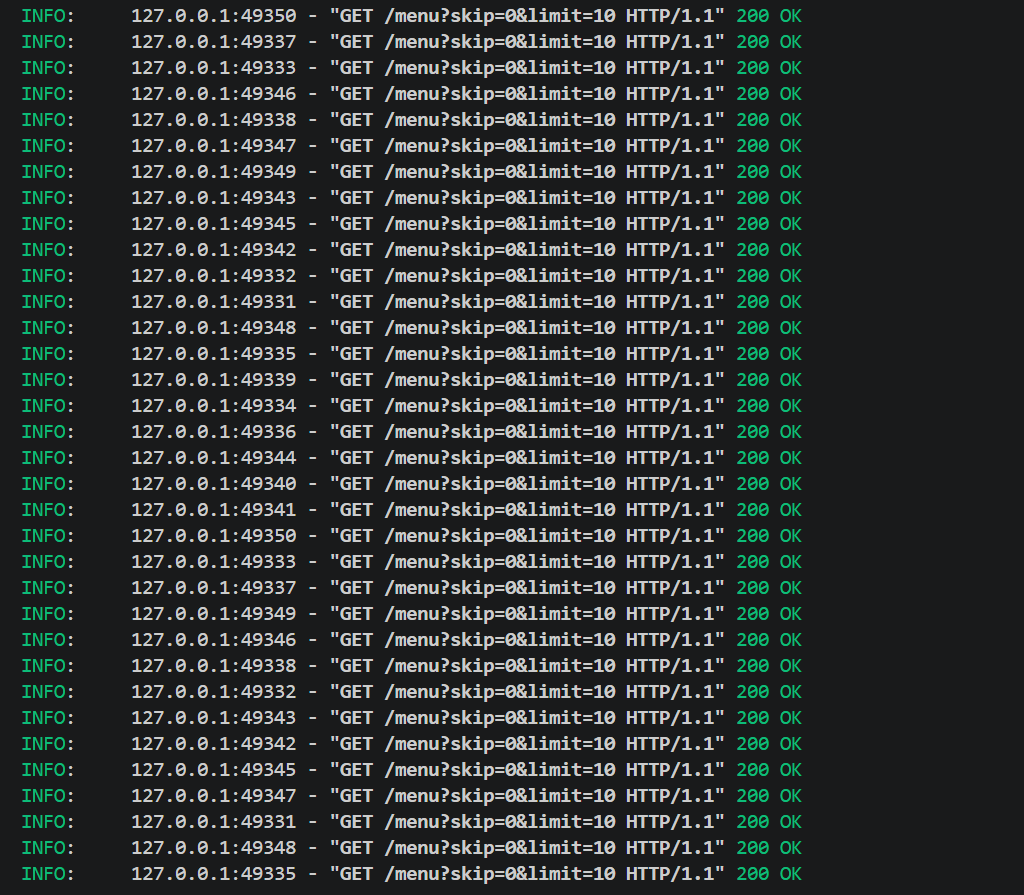 INFO:     127.0.0.1:49350 - "GET /menu?skip=0&limit=10 HTTP/1.1" 200 OK
INFO:     127.0.0.1:49337 - "GET /menu?skip=0&limit=10 HTTP/1.1" 200 OK
INFO:     127.0.0.1:49333 - "GET /menu?skip=0&limit=10 HTTP/1.1" 200 OK
INFO:     127.0.0.1:49346 - "GET /menu?skip=0&limit=10 HTTP/1.1" 200 OK
INFO:     127.0.0.1:49338 - "GET /menu?skip=0&limit=10 HTTP/1.1" 200 OK
INFO:     127.0.0.1:49347 - "GET /menu?skip=0&limit=10 HTTP/1.1" 200 OK
INFO:     127.0.0.1:49349 - "GET /menu?skip=0&limit=10 HTTP/1.1" 200 OK
INFO:     127.0.0.1:49343 - "GET /menu?skip=0&limit=10 HTTP/1.1" 200 OK
INFO:     127.0.0.1:49345 - "GET /menu?skip=0&limit=10 HTTP/1.1" 200 OK
INFO:     127.0.0.1:49342 - "GET /menu?skip=0&limit=10 HTTP/1.1" 200 OK
INFO:     127.0.0.1:49332 - "GET /menu?skip=0&limit=10 HTTP/1.1" 200 OK
INFO:     127.0.0.1:49331 - "GET /menu?skip=0&limit=10 HTTP/1.1" 200 OK
INFO:     127.0.0.1:49348 - "GET /menu?skip=0&limit=10 HTTP/1.1" 200 OK
INFO:     127.0.0.1:49335 - "GET /menu?skip=0&limit=10 HTTP/1.1" 200 OK
INFO:     127.0.0.1:49339 - "GET /menu?skip=0&limit=10 HTTP/1.1" 200 OK
INFO:     127.0.0.1:49334 - "GET /menu?skip=0&limit=10 HTTP/1.1" 200 OK
INFO:     127.0.0.1:49336 - "GET /menu?skip=0&limit=10 HTTP/1.1" 200 OK
INFO:     127.0.0.1:49344 - "GET /menu?skip=0&limit=10 HTTP/1.1" 200 OK
INFO:     127.0.0.1:49340 - "GET /menu?skip=0&limit=10 HTTP/1.1" 200 OK
INFO:     127.0.0.1:49341 - "GET /menu?skip=0&limit=10 HTTP/1.1" 200 OK
INFO:     127.0.0.1:49350 - "GET /menu?skip=0&limit=10 HTTP/1.1" 200 OK
INFO:     127.0.0.1:49333 - "GET /menu?skip=0&limit=10 HTTP/1.1" 200 OK
INFO:     127.0.0.1:49337 - "GET /menu?skip=0&limit=10 HTTP/1.1" 200 OK
INFO:     127.0.0.1:49349 - "GET /menu?skip=0&limit=10 HTTP/1.1" 200 OK
INFO:     127.0.0.1:49346 - "GET /menu?skip=0&limit=10 HTTP/1.1" 200 OK
INFO:     127.0.0.1:49338 - "GET /menu?skip=0&limit=10 HTTP/1.1" 200 OK
INFO:     127.0.0.1:49332 - "GET /menu?skip=0&limit=10 HTTP/1.1" 200 OK
INFO:     127.0.0.1:49343 - "GET /menu?skip=0&limit=10 HTTP/1.1" 200 OK
INFO:     127.0.0.1:49342 - "GET /menu?skip=0&limit=10 HTTP/1.1" 200 OK
INFO:     127.0.0.1:49345 - "GET /menu?skip=0&limit=10 HTTP/1.1" 200 OK
INFO:     127.0.0.1:49347 - "GET /menu?skip=0&limit=10 HTTP/1.1" 200 OK
INFO:     127.0.0.1:49331 - "GET /menu?skip=0&limit=10 HTTP/1.1" 200 OK
INFO:     127.0.0.1:49348 - "GET /menu?skip=0&limit=10 HTTP/1.1" 200 OK
INFO:     127.0.0.1:49335 - "GET /menu?skip=0&limit=10 HTTP/1.1" 200 OK